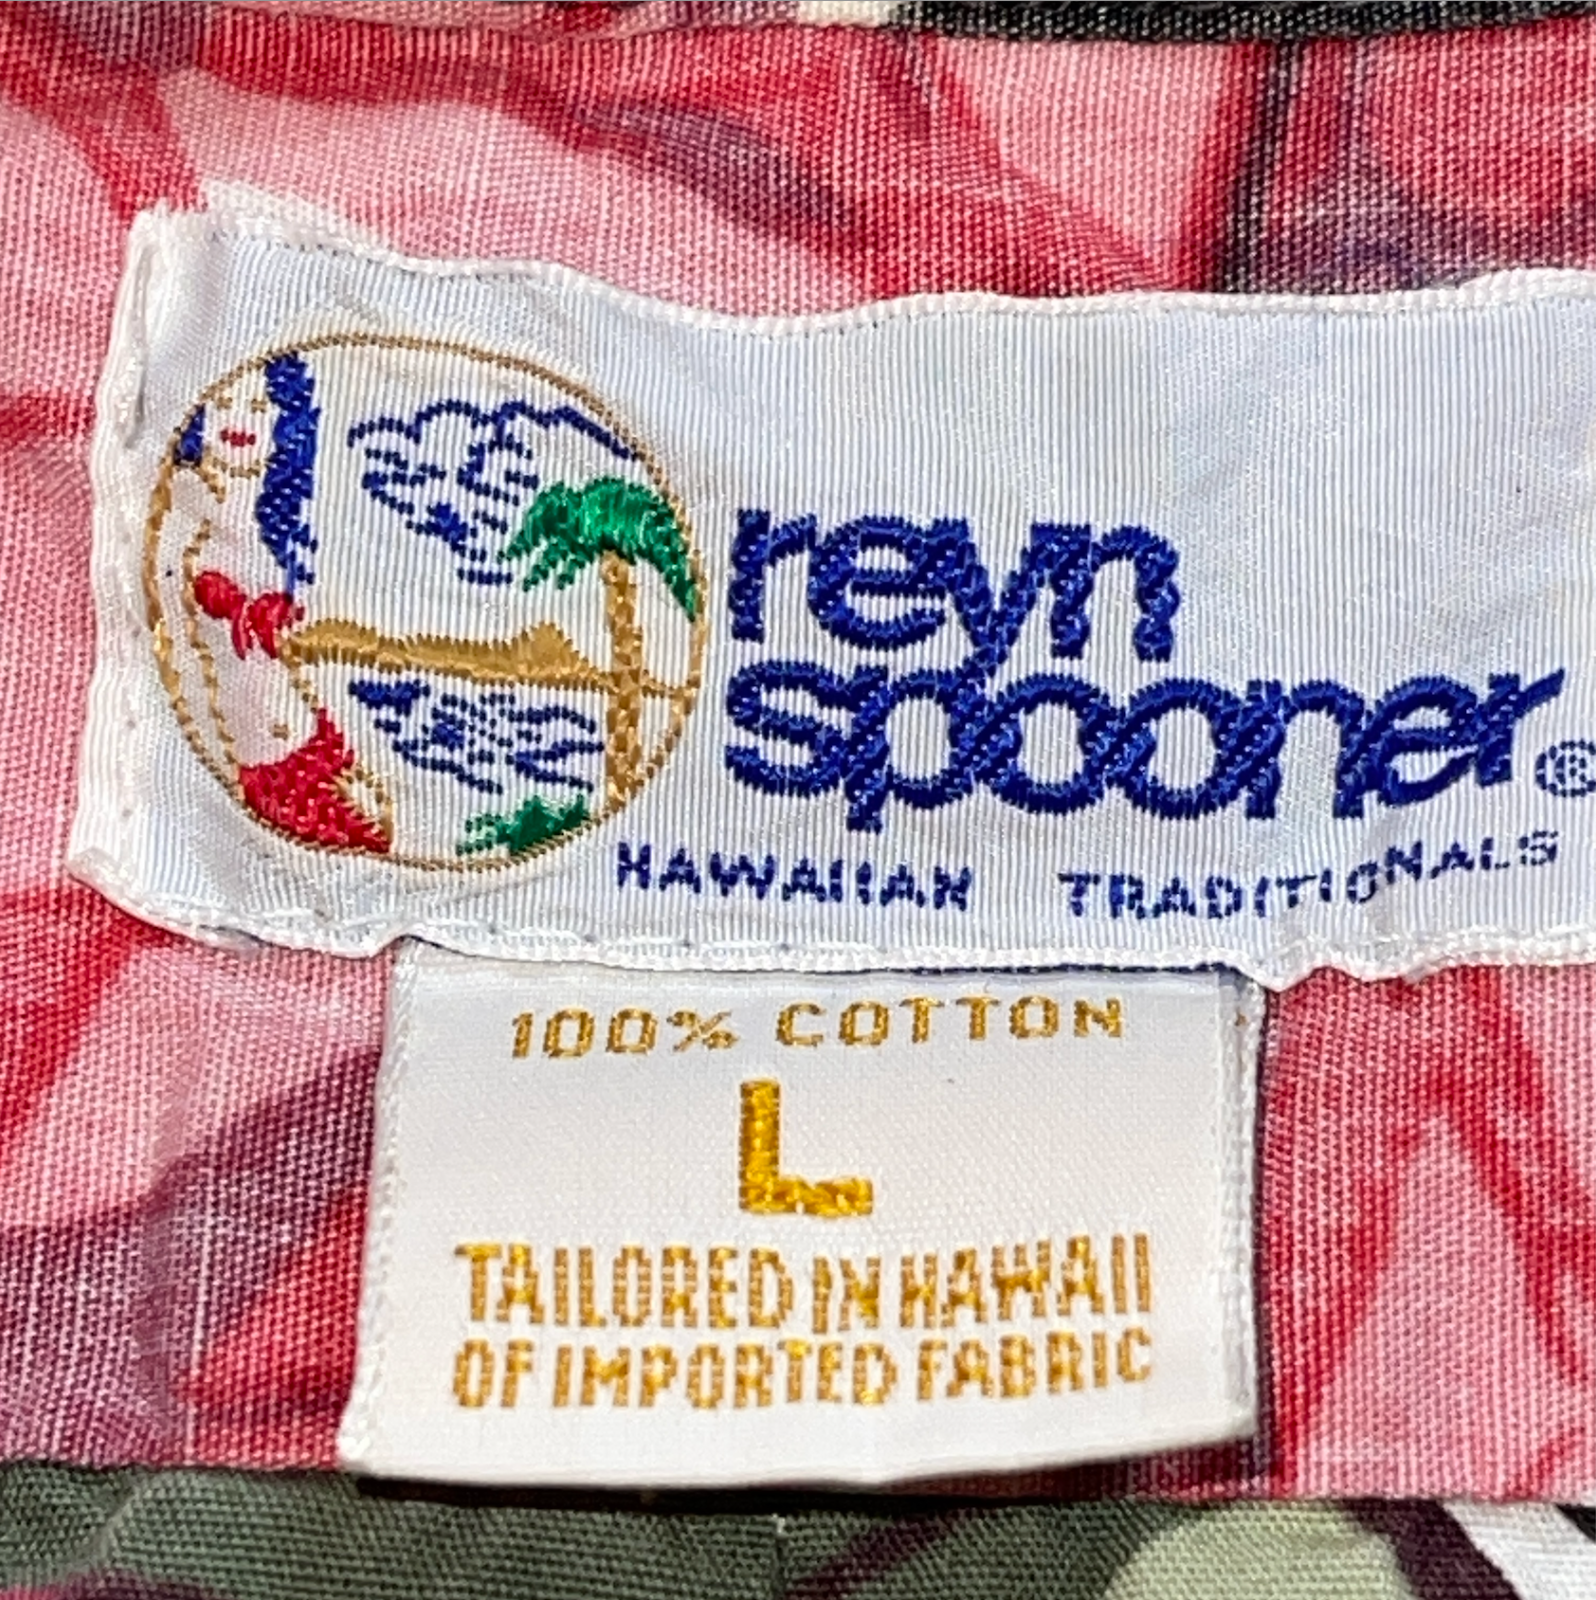 reyn
spooner®
HAWAIIAN TRADITIONALS
100% COTTON
L
TAILORED IN HAWAII
OF IMPORTED FABRIC